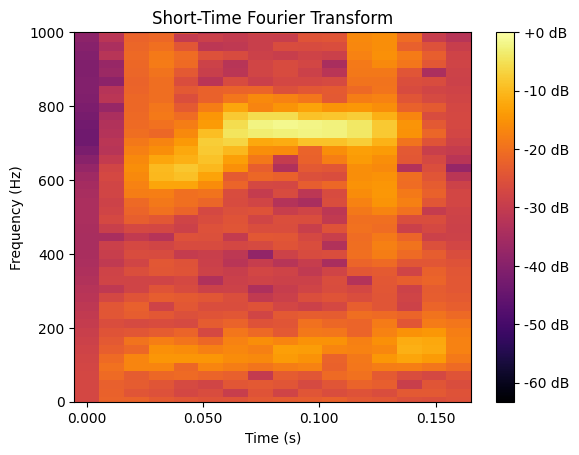 Short-Time Fourier Transform
1000
800
600
400
200
0
Frequency (Hz)
0.000
0.050
0.100
0.150
Time (s)
+0 dB
-10 dB
-20 dB
-30 dB
-40 dB
-50 dB
-60 dB